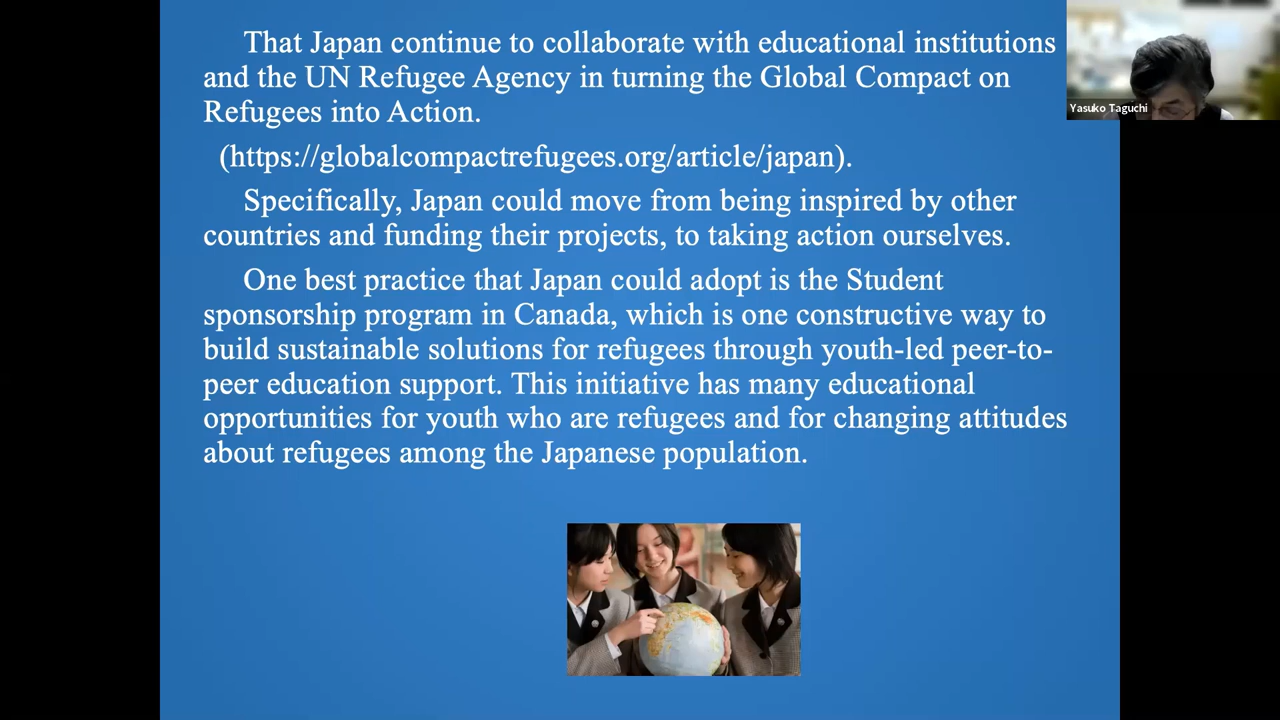 That Japan continue to collaborate with educational institutions
and the UN Refugee Agency in turning the Global Compact on
Refugees into Action.
(https://globalcompactrefugees.org/article/japan).
Specifically, Japan could move from being inspired by other
countries and funding their projects, to taking action ourselves.
One best practice that Japan could adopt is the Student
sponsorship program in Canada, which is one constructive way to
build sustainable solutions for refugees through youth-led peer-to-
peer education support. This initiative has many educational
opportunities for youth who are refugees and for changing attitudes
about refugees among the Japanese population.
Yasuko Taguchi